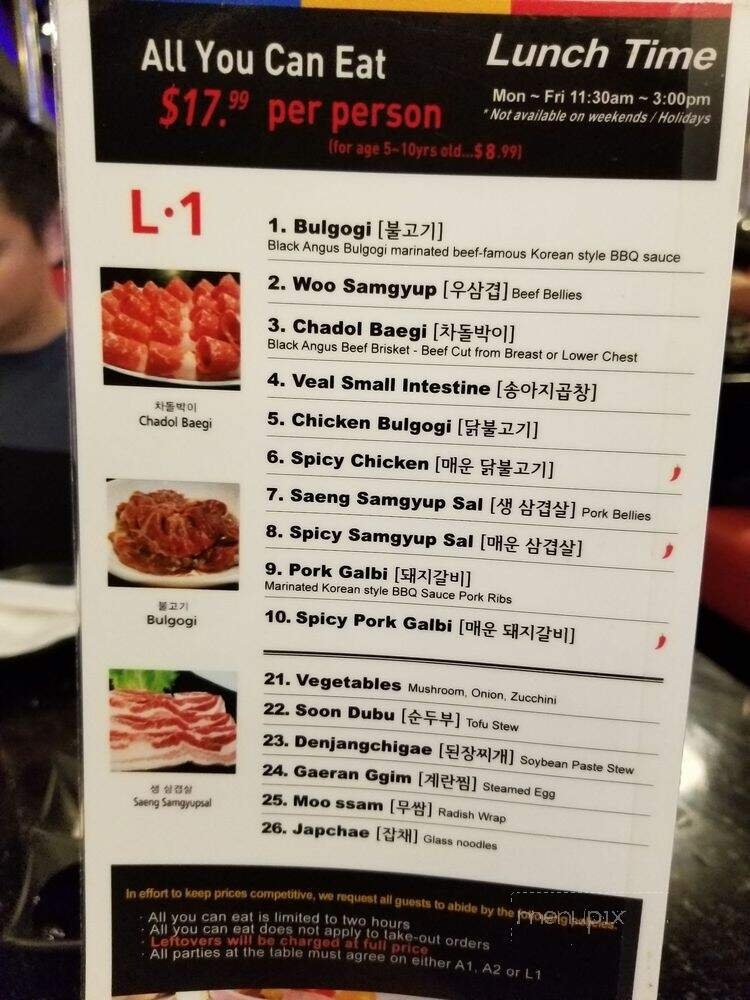 All You Can Eat
Lunch Time
$17.99 per person
Mon ~ Fri 11:30am ~ 3:00pm
* Not available on weekends / Holidays
(for age 5~10yrs old...$8.99)
L·1
1. Bulgogi [불고기]
Black Angus Bulgogi marinated beef-famous Korean style BBQ sauce
2. Woo Samgyup [우삼겹] Beef Bellies
3. Chadol Baegi [차돌박이]
Black Angus Beef Brisket - Beef Cut from Breast or Lower Chest
4. Veal Small Intestine [송아지곱창]
차돌박이
Chadol Baegi
5. Chicken Bulgogi [닭불고기]
6. Spicy Chicken [매운 닭불고기]
7. Saeng Samgyup Sal [생 삼겹살] Pork Bellies
8. Spicy Samgyup Sal [매운 삼겹살]
9. Pork Galbi [돼지갈비]
Marinated Korean style BBQ Sauce Pork Ribs
불고기
Bulgogi
10. Spicy Pork Galbi [매운 돼지갈비]
21. Vegetables Mushroom, Onion, Zucchini
22. Soon Dubu [순두부] Tofu Stew
23. Denjangchigae [된장찌개] Soybean Paste Stew
24. Gaeran Ggim [계란찜] Steamed Egg
생 삼겹살
Saeng Samgyupsal
25. Moo ssam [무쌈] Radish Wrap
26. Japchae [잡채] Glass noodles
In effort to keep prices competitive, we request all guests to abide by the following
· All you can eat is limited to two hours
· All you can eat does not apply to take-out orders
· Leftovers will be charged at full price
· All parties at the table must agree on either A1, A2 or L1
menupix